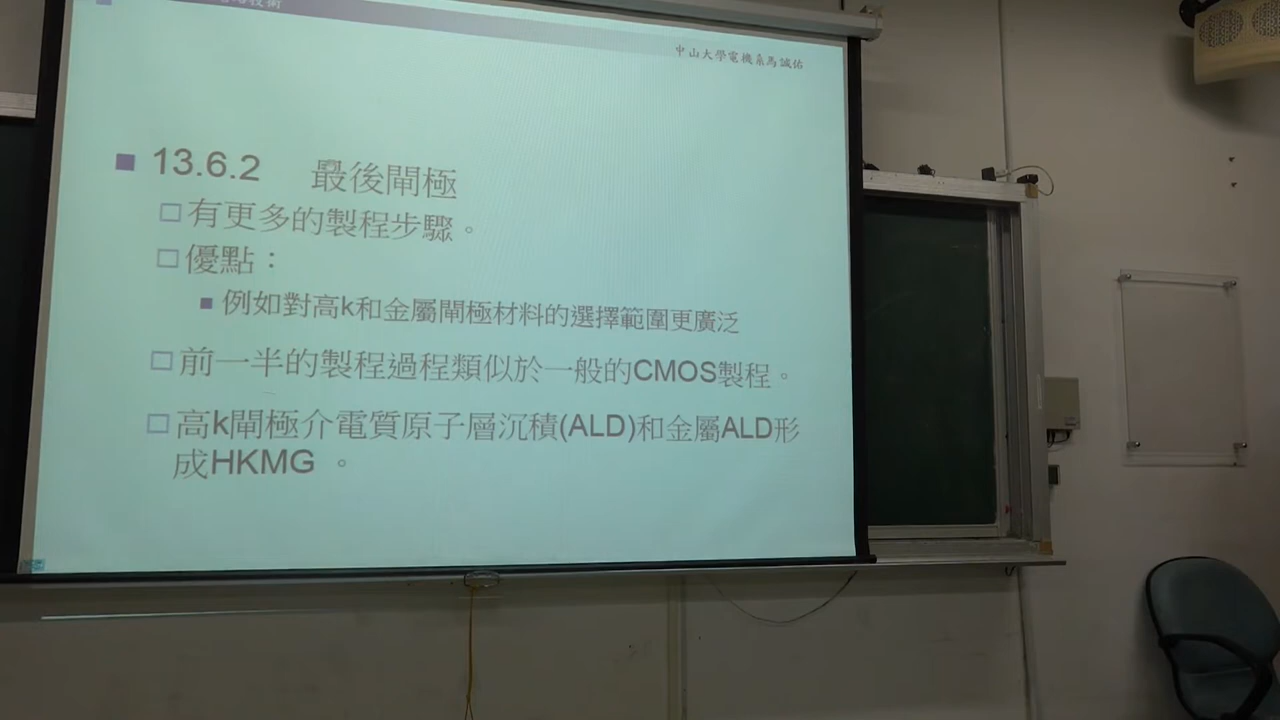 技術
中山大學電機系馬誠佑
13.6.2 最後閘極
有更多的製程步驟。
優點：
例如對高k和金屬閘極材料的選擇範圍更廣泛
前一半的製程過程類似於一般的CMOS製程。
高k閘極介電質原子層沉積(ALD)和金屬ALD形
成HKMG 。